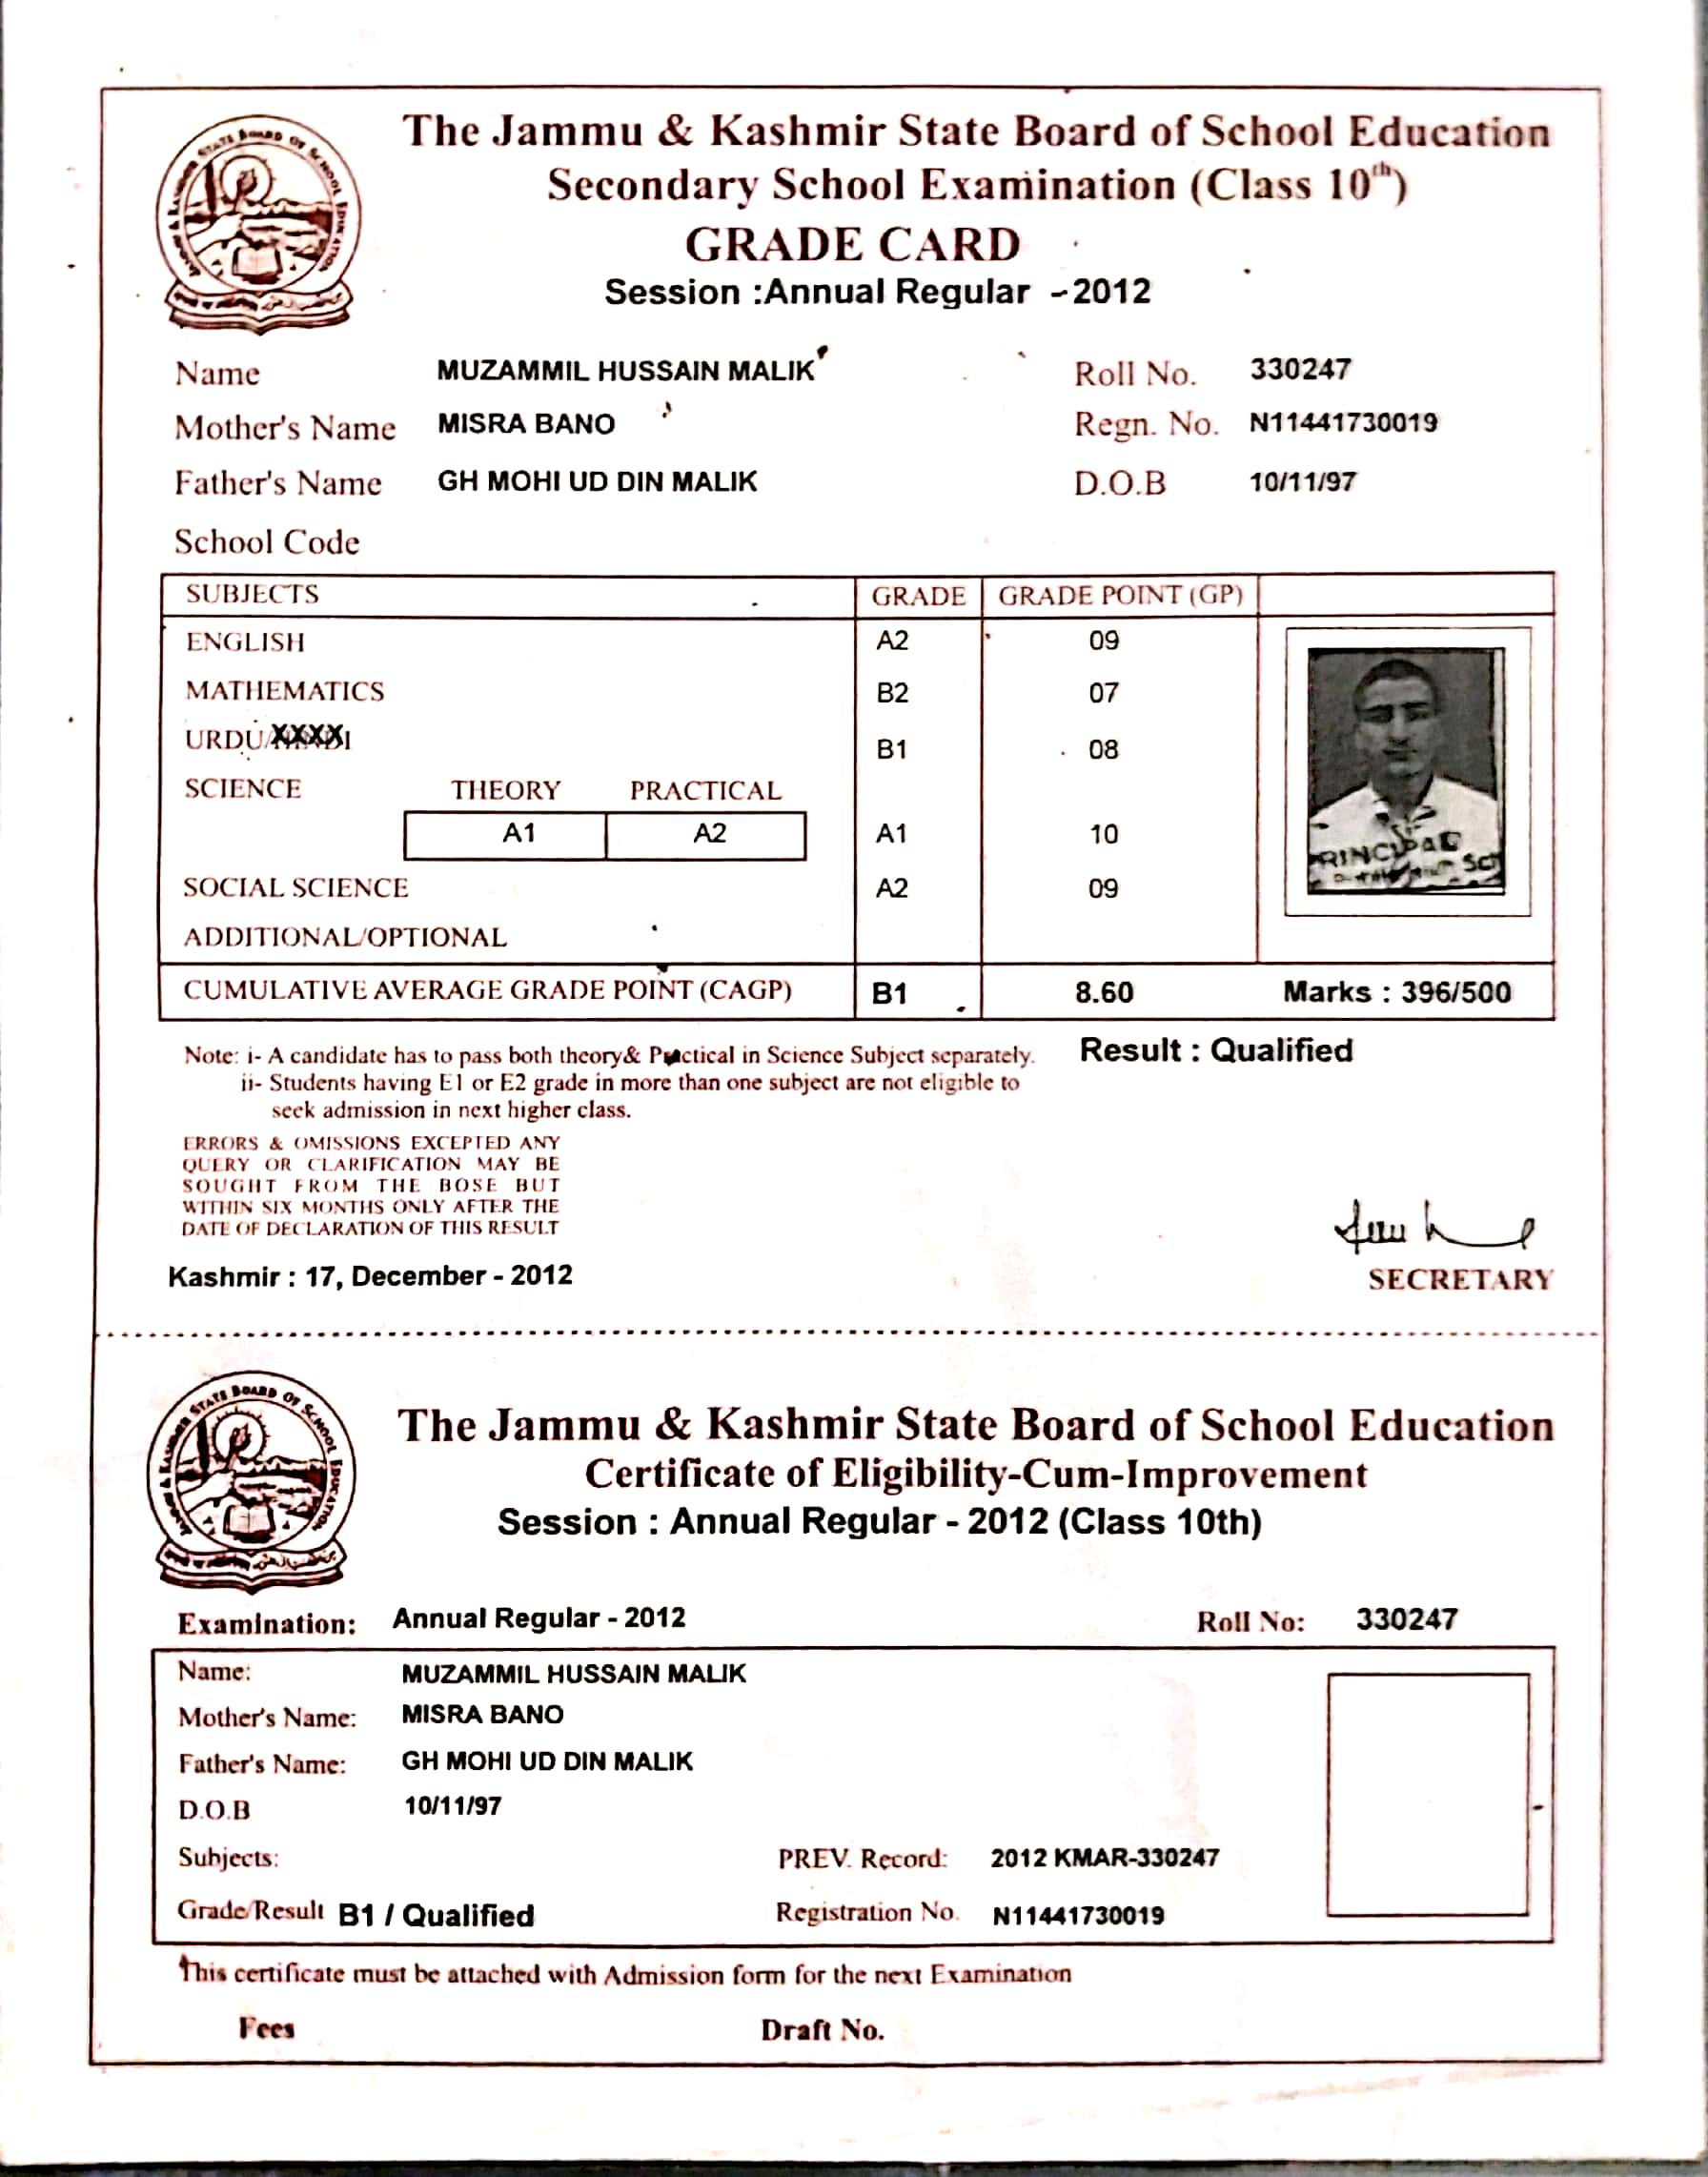 The Jammu & Kashmir State Board of School Education
Secondary School Examination (Class 10th)
GRADE CARD
Session :Annual Regular - 2012
Name MUZAMMIL HUSSAIN MALIK Roll No. 330247
Mother's Name MISRA BANO Regn. No. N11441730019
Father's Name GH MOHI UD DIN MALIK D.O.B 10/11/97
School Code
SUBJECTS GRADE GRADE POINT (GP)
ENGLISH A2 09
MATHEMATICS B2 07
URDU/XXXXI B1 08
SCIENCE THEORY PRACTICAL
A1 A2 A1 10
SOCIAL SCIENCE A2 09
ADDITIONAL/OPTIONAL
CUMULATIVE AVERAGE GRADE POINT (CAGP) B1 8.60 Marks : 396/500
Note: i- A candidate has to pass both theory& Practical in Science Subject separately. Result : Qualified
ii- Students having E1 or E2 grade in more than one subject are not eligible to
seek admission in next higher class.
ERRORS & OMISSIONS EXCEPTED ANY
QUERY OR CLARIFICATION MAY BE
SOUGHT FROM THE BOSE BUT
WITHIN SIX MONTHS ONLY AFTER THE
DATE OF DECLARATION OF THIS RESULT
Kashmir : 17, December - 2012 SECRETARY
The Jammu & Kashmir State Board of School Education
Certificate of Eligibility-Cum-Improvement
Session : Annual Regular - 2012 (Class 10th)
Examination: Annual Regular - 2012 Roll No: 330247
Name: MUZAMMIL HUSSAIN MALIK
Mother's Name: MISRA BANO
Father's Name: GH MOHI UD DIN MALIK
D.O.B 10/11/97
Subjects: PREV. Record: 2012 KMAR-330247
Grade/Result B1 / Qualified Registration No. N11441730019
This certificate must be attached with Admission form for the next Examination
Fees Draft No.